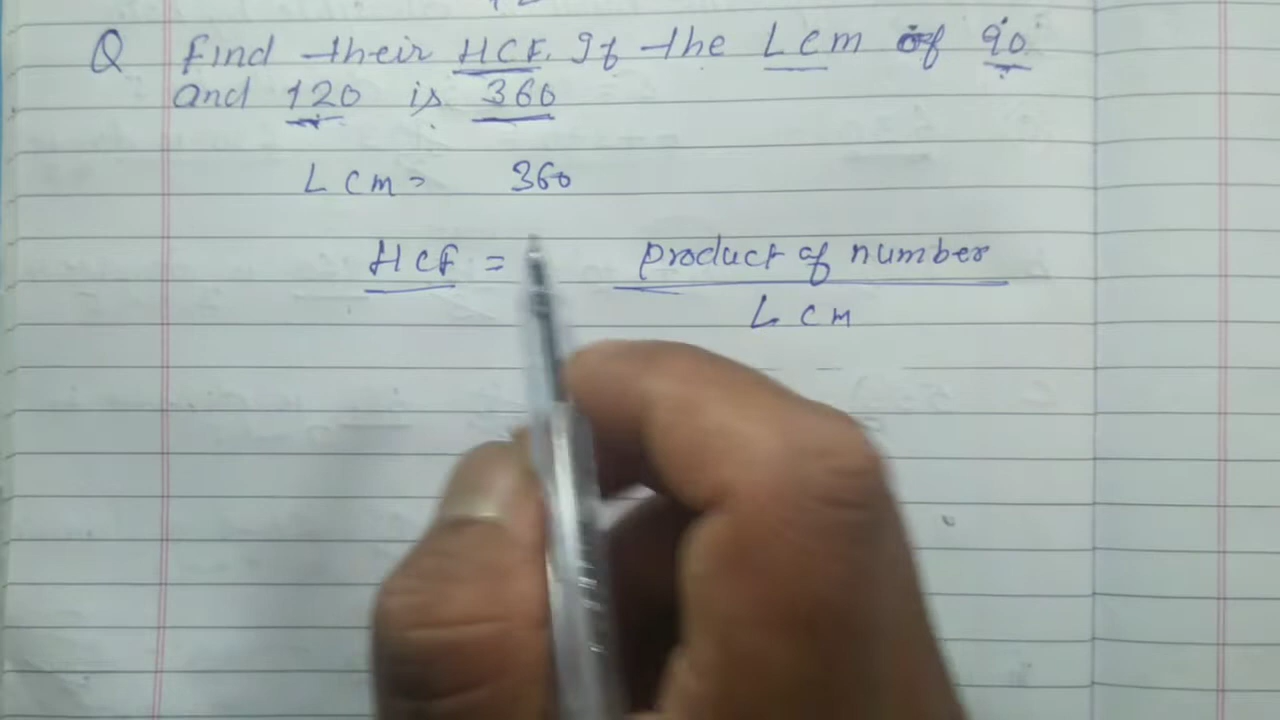 Q Find their HCF. If the LCM of 90
and 120 is 360
LCM = 360
HCF = product of number
LCM